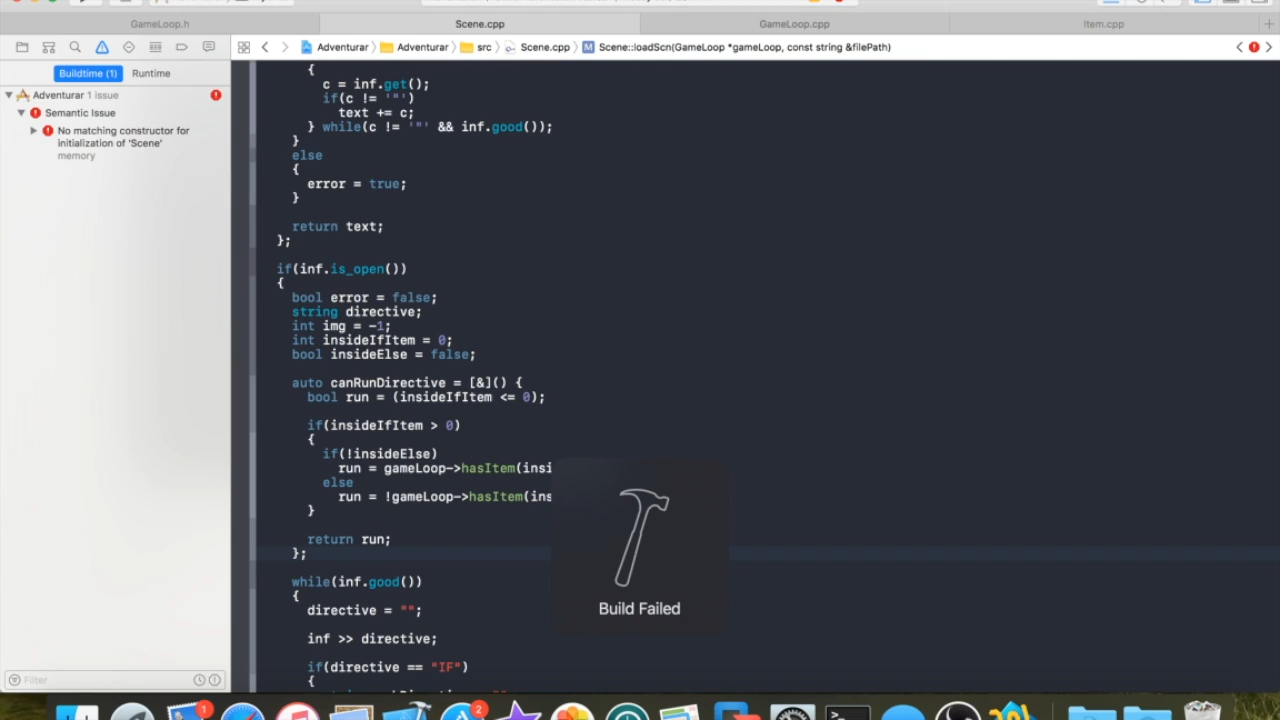 GameLoop.h
Scene.cpp
GameLoop.cpp
Item.cpp
Adventurar
Adventurar
src
Scene.cpp
M
Scene::loadScn(GameLoop *gameLoop, const string &filePath)
Buildtime (1)
Runtime
Adventurar 1 issue
Semantic Issue
No matching constructor for
initialization of 'Scene'
memory
{
c = inf.get();
if(c != '"')
text += c;
} while(c != '"' && inf.good());
}
else
{
error = true;
}
return text;
};
if(inf.is_open())
{
bool error = false;
string directive;
int img = -1;
int insideIfItem = 0;
bool insideElse = false;
auto canRunDirective = [&]() {
bool run = (insideIfItem <= 0);
if(insideIfItem > 0)
{
if(!insideElse)
run = gameLoop->hasItem(insi
else
run = !gameLoop->hasItem(ins
}
return run;
};
while(inf.good())
{
directive = "";
inf >> directive;
if(directive == "IF")
{
Build Failed
Filter
1
2